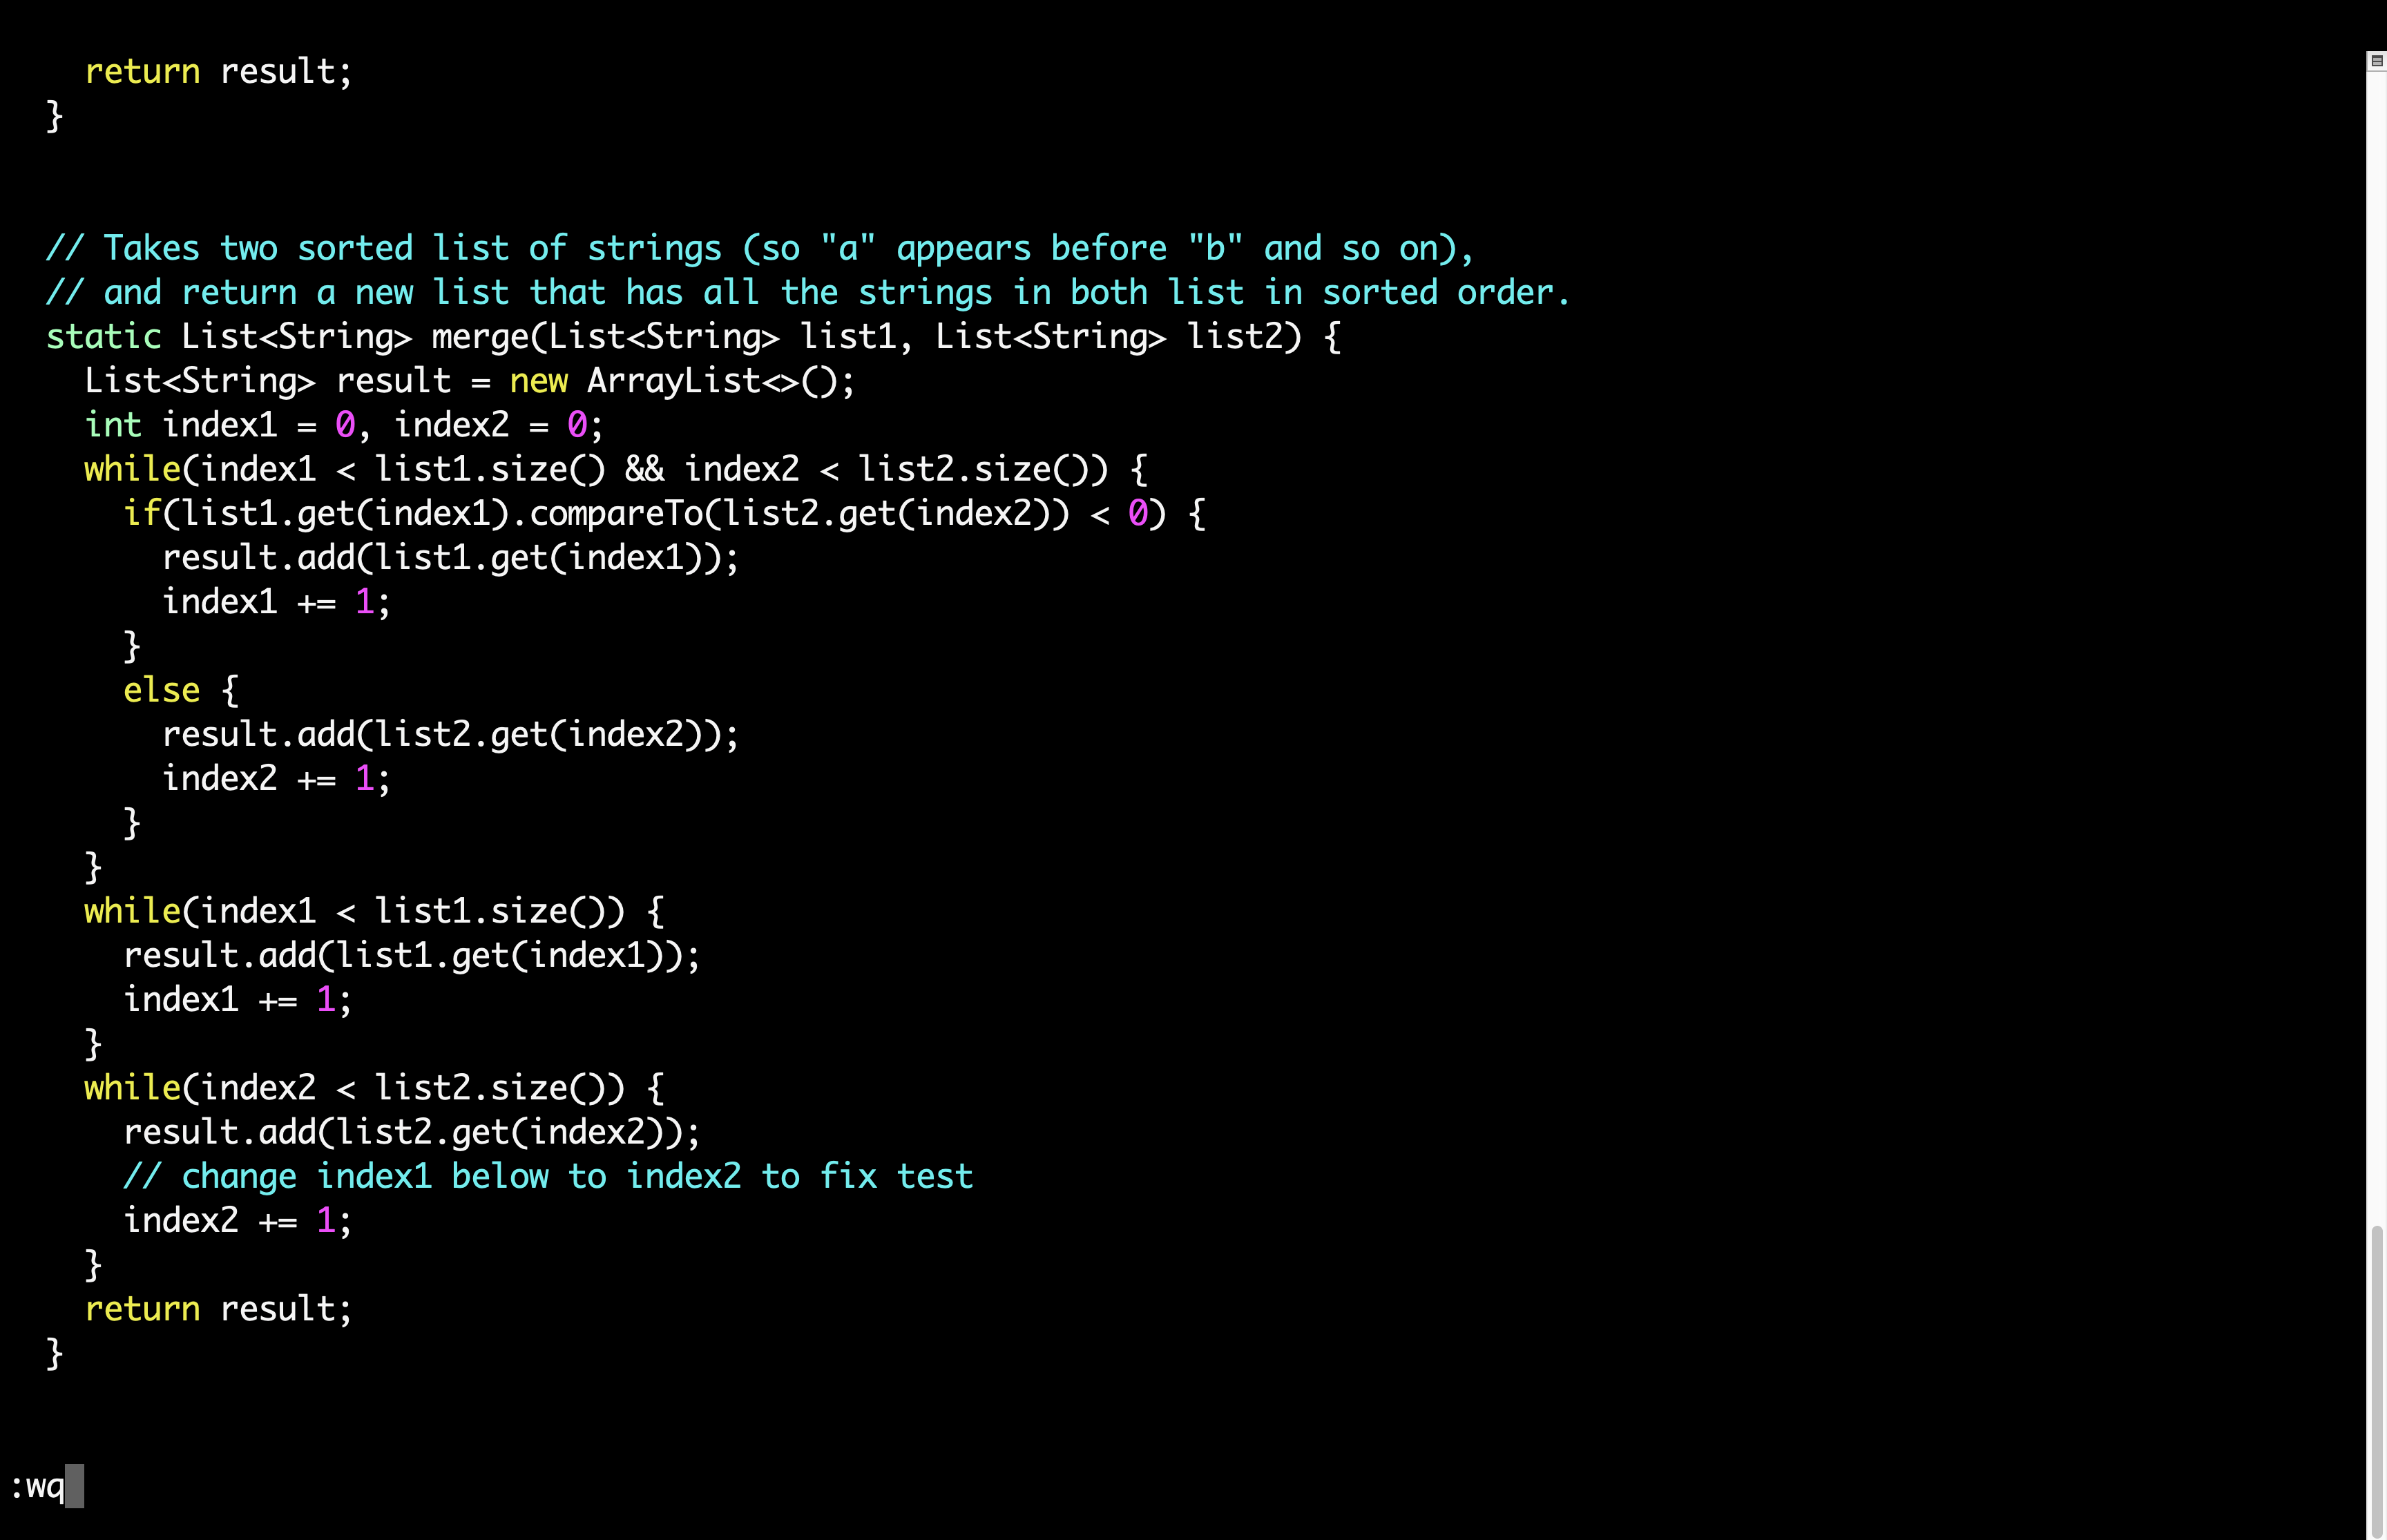 return result;
  }

  // Takes two sorted list of strings (so "a" appears before "b" and so on),
  // and return a new list that has all the strings in both list in sorted order.
  static List<String> merge(List<String> list1, List<String> list2) {
    List<String> result = new ArrayList<>();
    int index1 = 0, index2 = 0;
    while(index1 < list1.size() && index2 < list2.size()) {
      if(list1.get(index1).compareTo(list2.get(index2)) < 0) {
        result.add(list1.get(index1));
        index1 += 1;
      }
      else {
        result.add(list2.get(index2));
        index2 += 1;
      }
    }
    while(index1 < list1.size()) {
      result.add(list1.get(index1));
      index1 += 1;
    }
    while(index2 < list2.size()) {
      result.add(list2.get(index2));
      // change index1 below to index2 to fix test
      index2 += 1;
    }
    return result;
  }
:wq